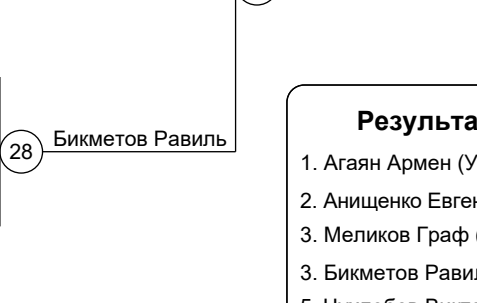 28
Бикметов Равиль
Результа
1. Агаян Армен (У
2. Анищенко Евген
3. Меликов Граф (
3. Бикметов Равил